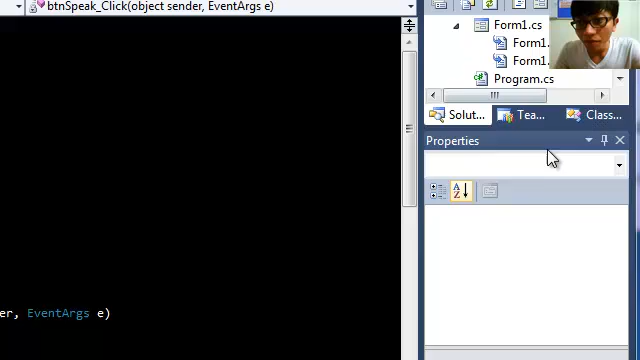 btnSpeak_Click(object sender, EventArgs e)
Form1.cs
Form1.
Form1.
Program.cs
Solut... Tea... Class...
Properties
A
Z
er, EventArgs e)